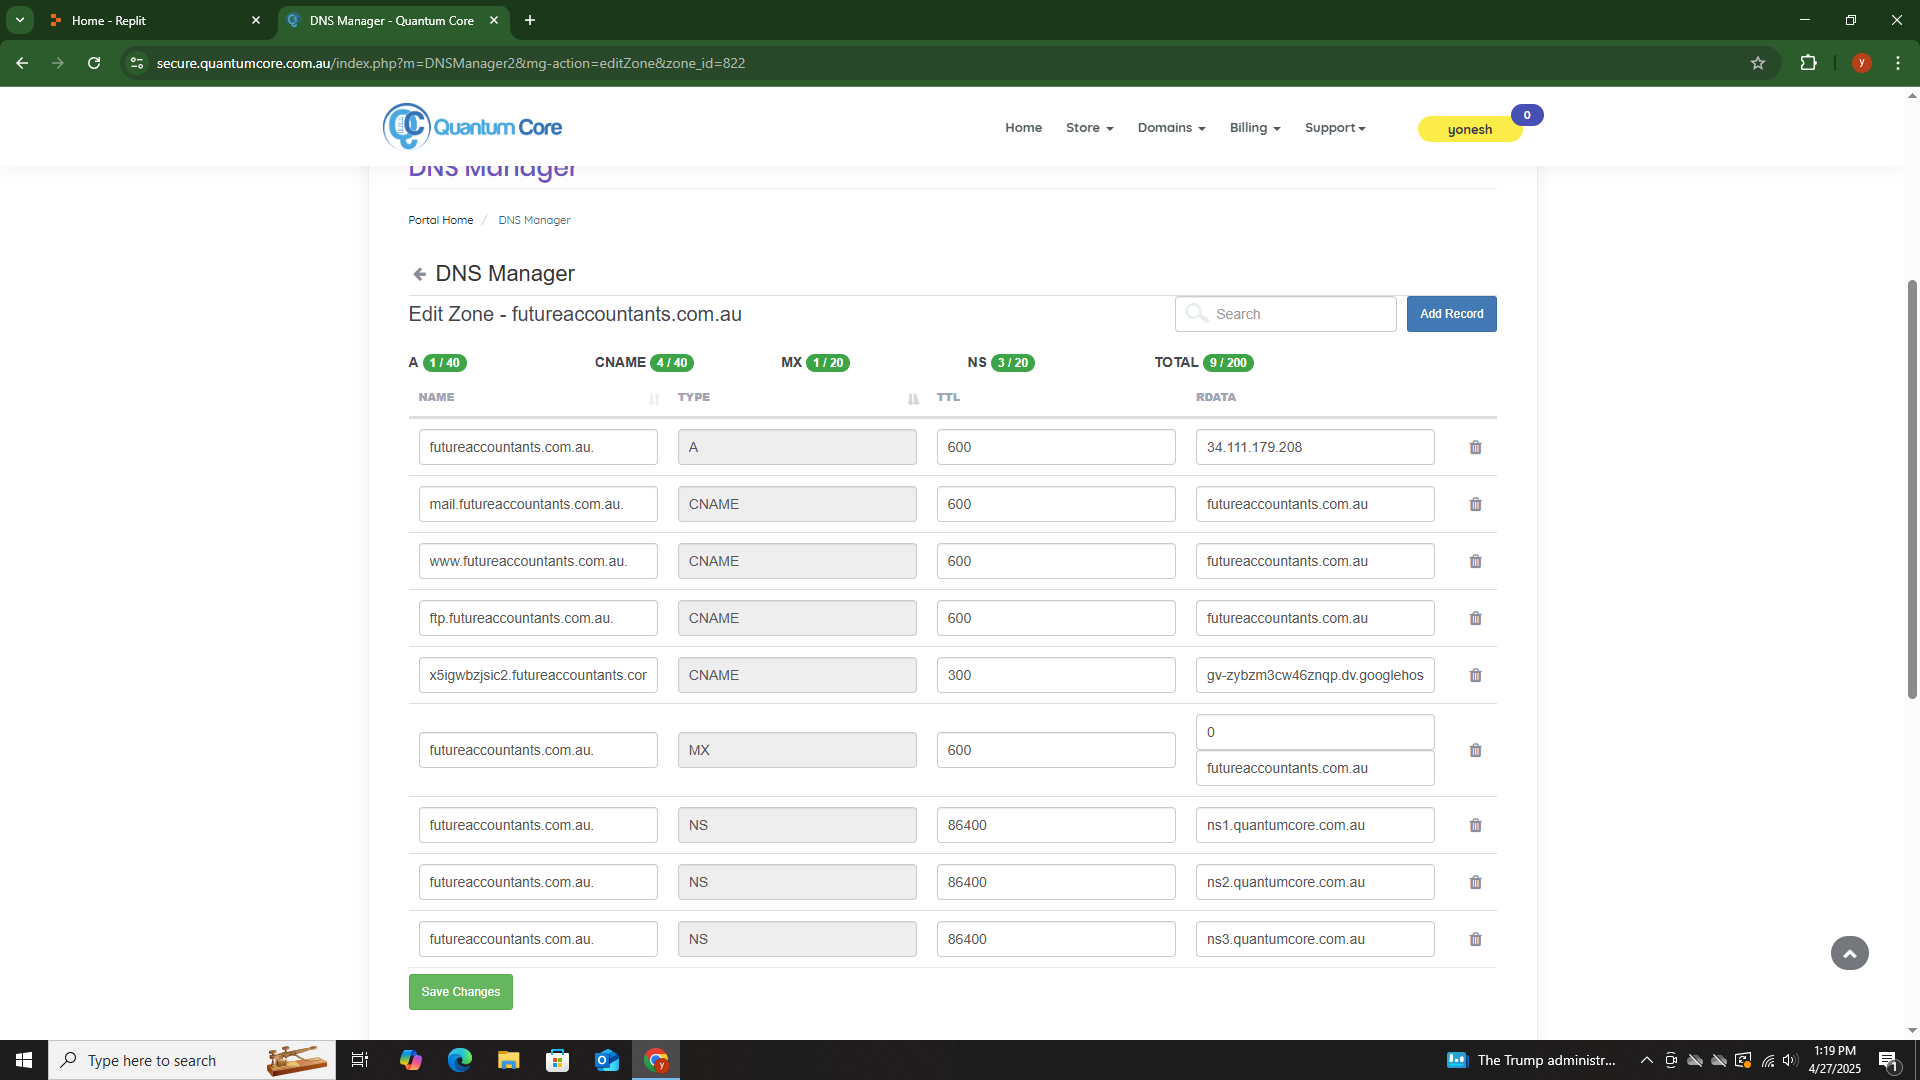 Home - Replit
DNS Manager - Quantum Core
secure.quantumcore.com.au/index.php?m=DNSManager2&mg-action=editZone&zone_id=822
y
Quantum Core
Home
Store
Domains
Billing
Support
yonesh
0
DNS Manager
Portal Home / DNS Manager
DNS Manager
Edit Zone - futureaccountants.com.au
Search
Add Record
A 1 / 40 CNAME 4 / 40 MX 1 / 20 NS 3 / 20 TOTAL 9 / 200
NAME TYPE TTL RDATA
futureaccountants.com.au. A 600 34.111.179.208
mail.futureaccountants.com.au. CNAME 600 futureaccountants.com.au
www.futureaccountants.com.au. CNAME 600 futureaccountants.com.au
ftp.futureaccountants.com.au. CNAME 600 futureaccountants.com.au
x5igwbzjsic2.futureaccountants.cor CNAME 300 gv-zybzm3cw46znqp.dv.googlehos
0
futureaccountants.com.au. MX 600
futureaccountants.com.au
futureaccountants.com.au. NS 86400 ns1.quantumcore.com.au
futureaccountants.com.au. NS 86400 ns2.quantumcore.com.au
futureaccountants.com.au. NS 86400 ns3.quantumcore.com.au
Save Changes
Type here to search
y
The Trump administr...
1:19 PM
4/27/2025
1